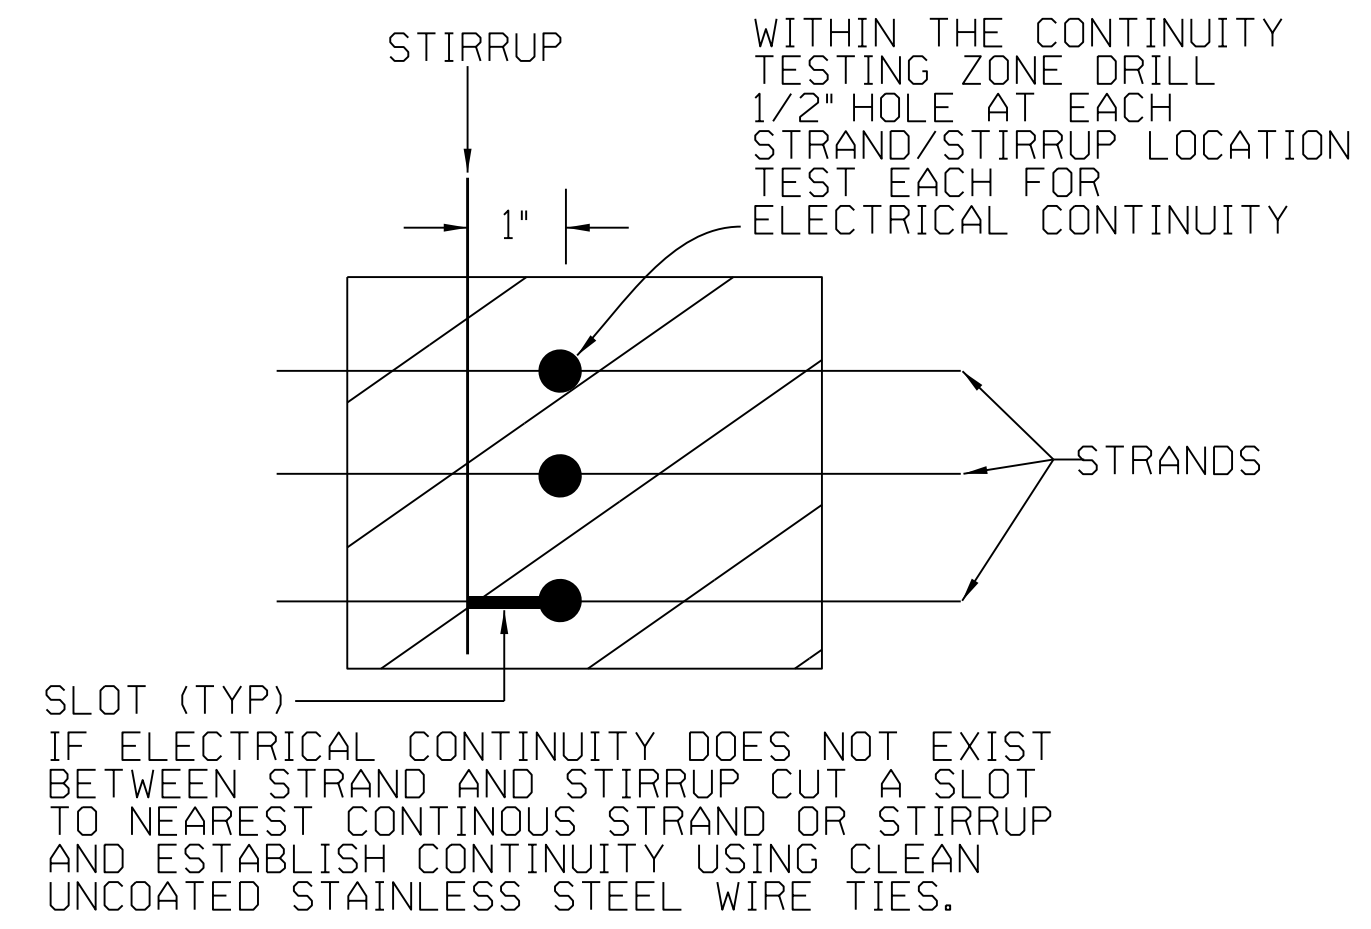 STIRRUP
WITHIN THE CONTINUITY
TESTING ZONE DRILL
1/2" HOLE AT EACH
STRAND/STIRRUP LOCATION
TEST EACH FOR
ELECTRICAL CONTINUITY
1"
STRANDS
SLOT (TYP)
IF ELECTRICAL CONTINUITY DOES NOT EXIST
BETWEEN STRAND AND STIRRUP CUT A SLOT
TO NEAREST CONTINOUS STRAND OR STIRRUP
AND ESTABLISH CONTINUITY USING CLEAN
UNCOATED STAINLESS STEEL WIRE TIES.